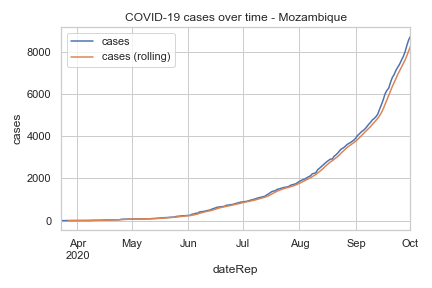 COVID-19 cases over time - Mozambique
cases
cases (rolling)
8000
6000
4000
2000
0
cases
Apr
2020
May
Jun
Jul
Aug
Sep
Oct
dateRep